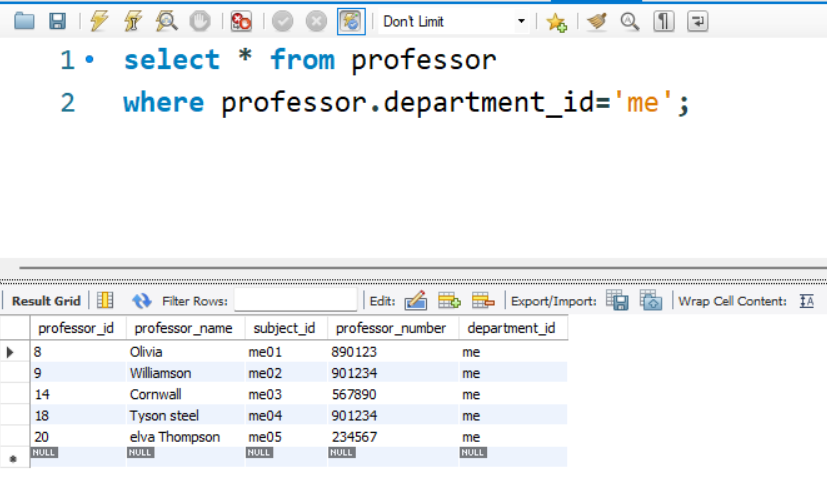 Don't Limit
1 select * from professor
2 where professor.department_id='me';
Result Grid Filter Rows: Edit: Export/Import: Wrap Cell Content:
professor_id professor_name subject_id professor_number department_id
8 Olivia me01 890123 me
9 Williamson me02 901234 me
14 Cornwall me03 567890 me
18 Tyson steel me04 901234 me
20 elva Thompson me05 234567 me
NULL NULL NULL NULL NULL